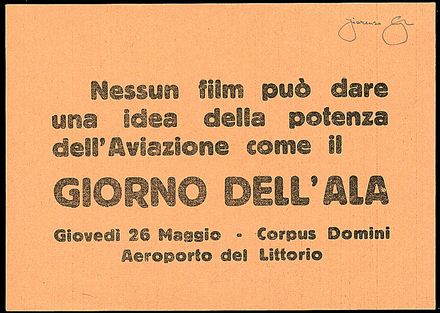 Nessun film può dare
una idea della potenza
dell'Aviazione come il
GIORNO DELL'ALA
Giovedì 26 Maggio - Corpus Domini
Aeroporto del Littorio